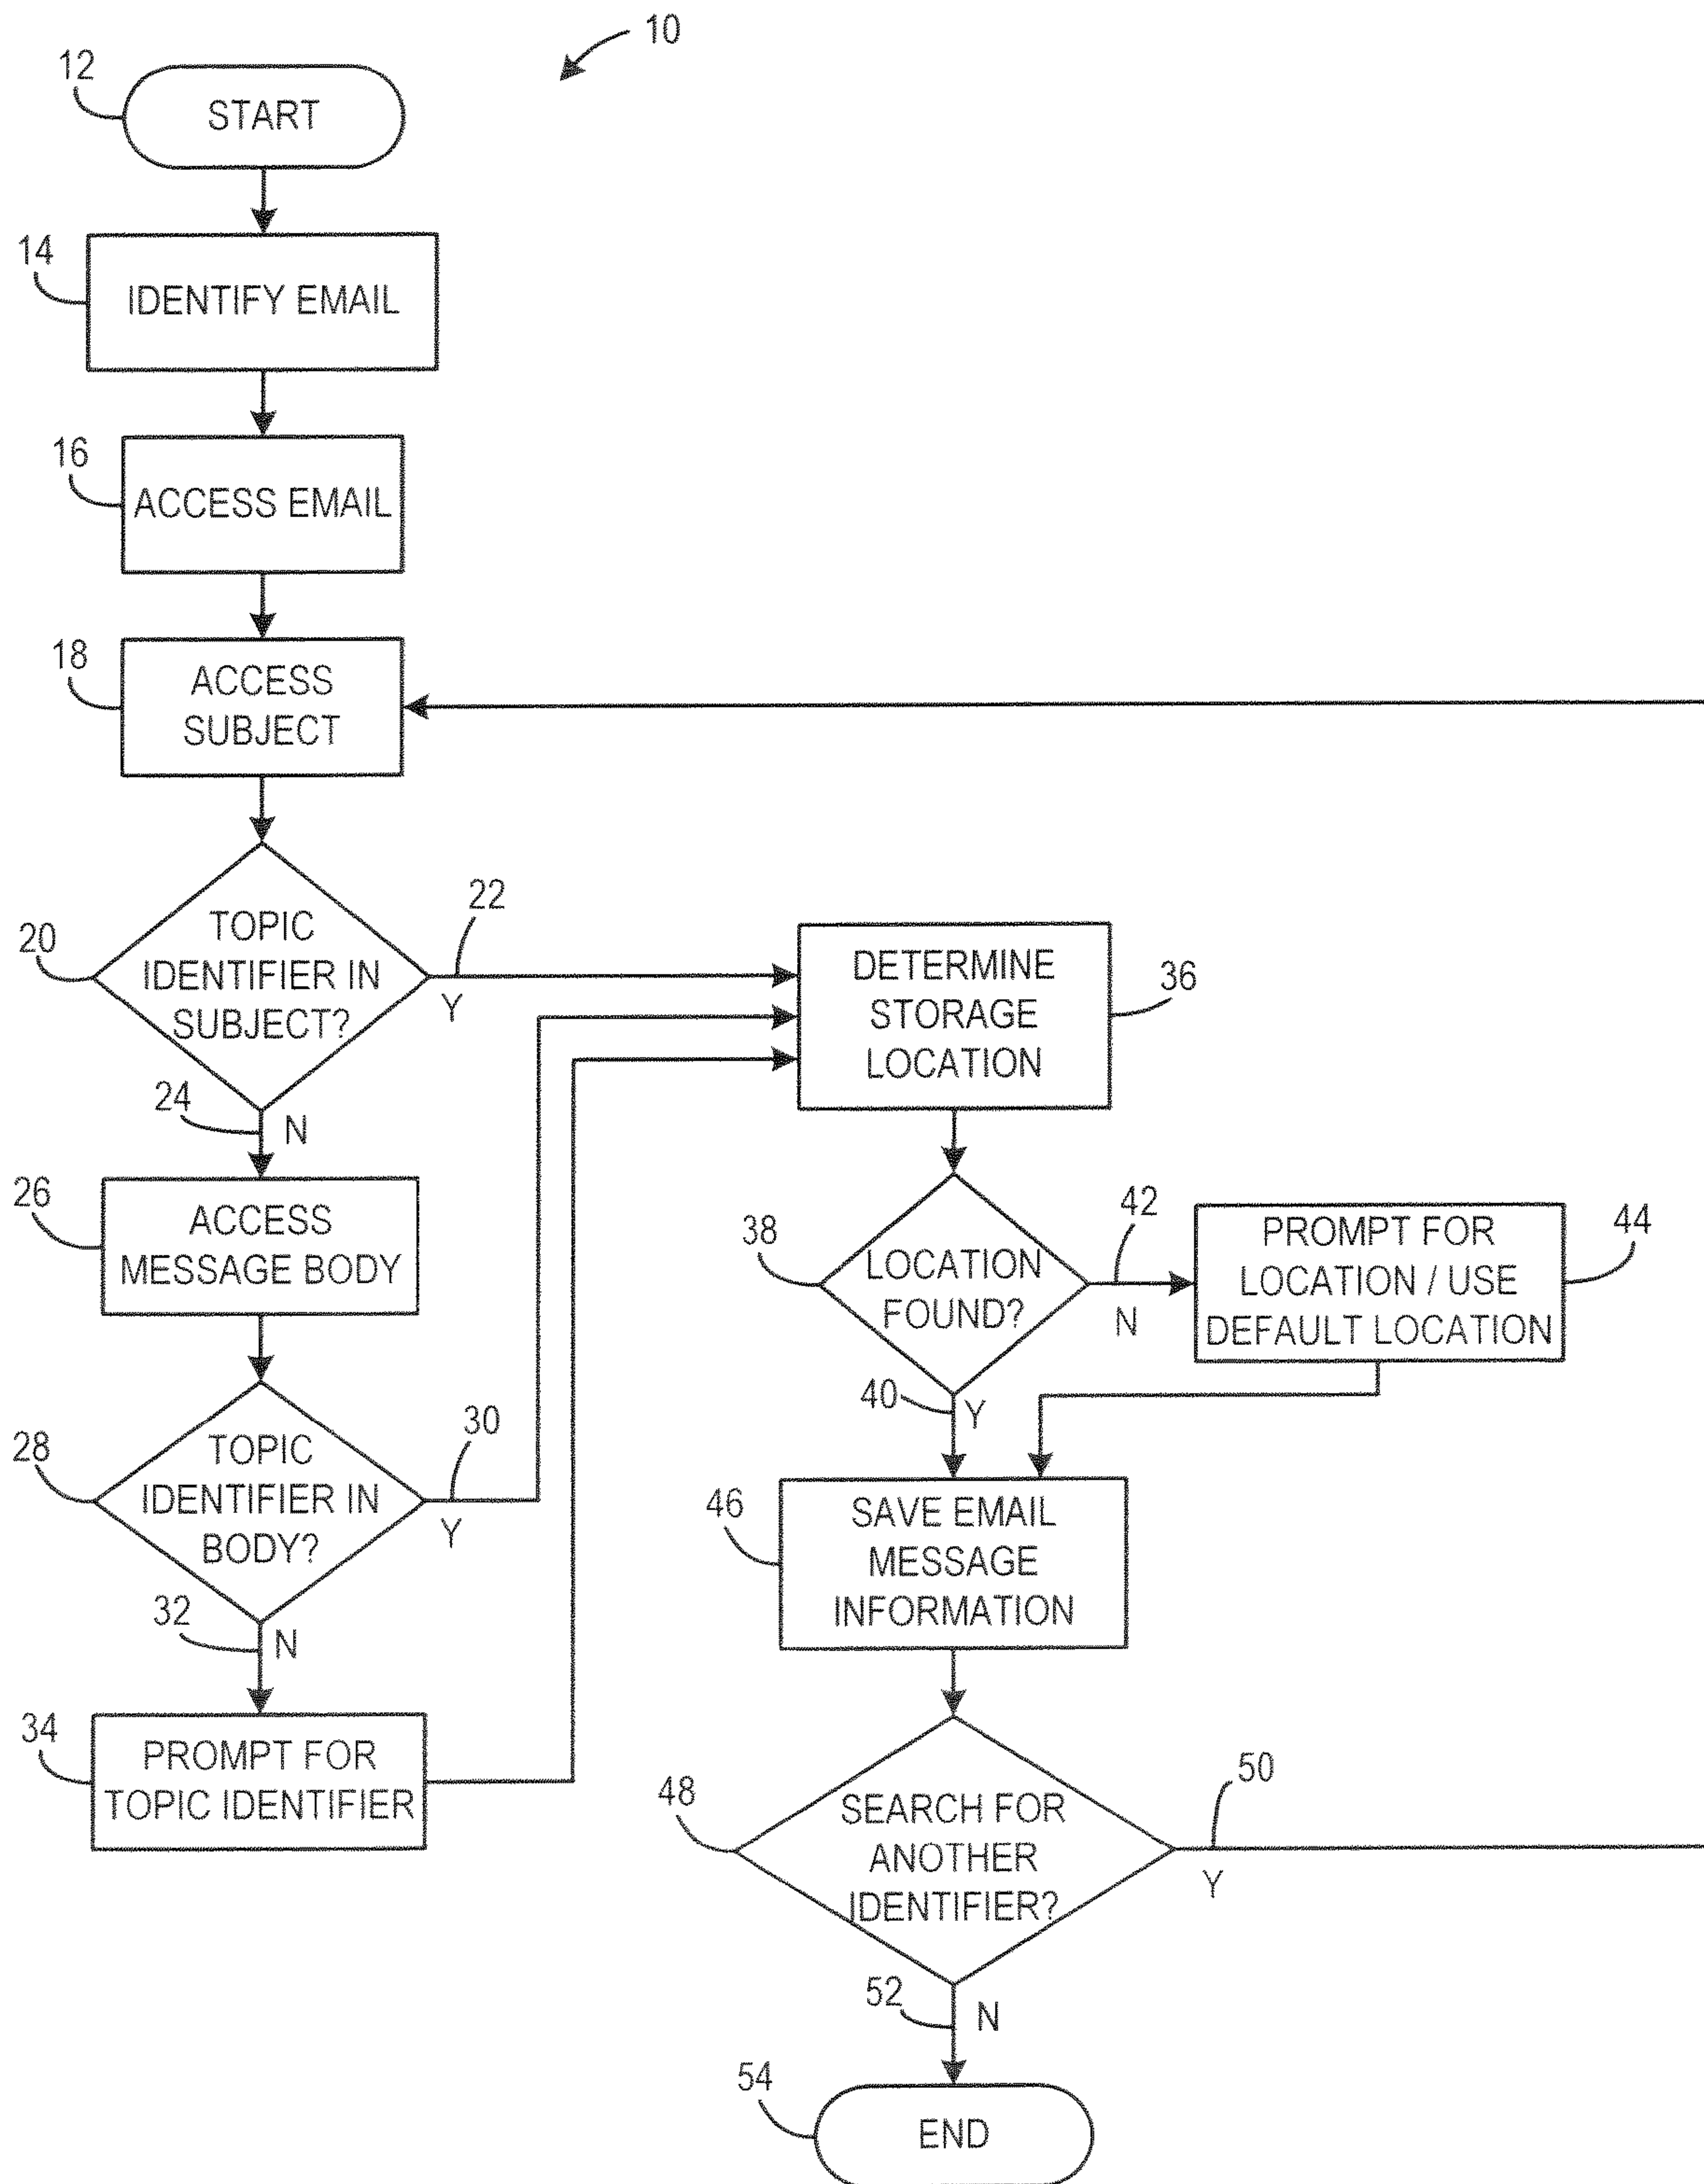 10
12
START
14
IDENTIFY EMAIL
16
ACCESS EMAIL
18
ACCESS
SUBJECT
20
TOPIC
IDENTIFIER IN
SUBJECT?
22
Y
24
N
26
ACCESS
MESSAGE BODY
28
TOPIC
IDENTIFIER IN
BODY?
30
Y
32
N
34
PROMPT FOR
TOPIC IDENTIFIER
DETERMINE
STORAGE
LOCATION
36
38
LOCATION
FOUND?
42
N
PROMPT FOR
LOCATION / USE
DEFAULT LOCATION
44
40
Y
46
SAVE EMAIL
MESSAGE
INFORMATION
48
SEARCH FOR
ANOTHER
IDENTIFIER?
50
Y
52
N
54
END